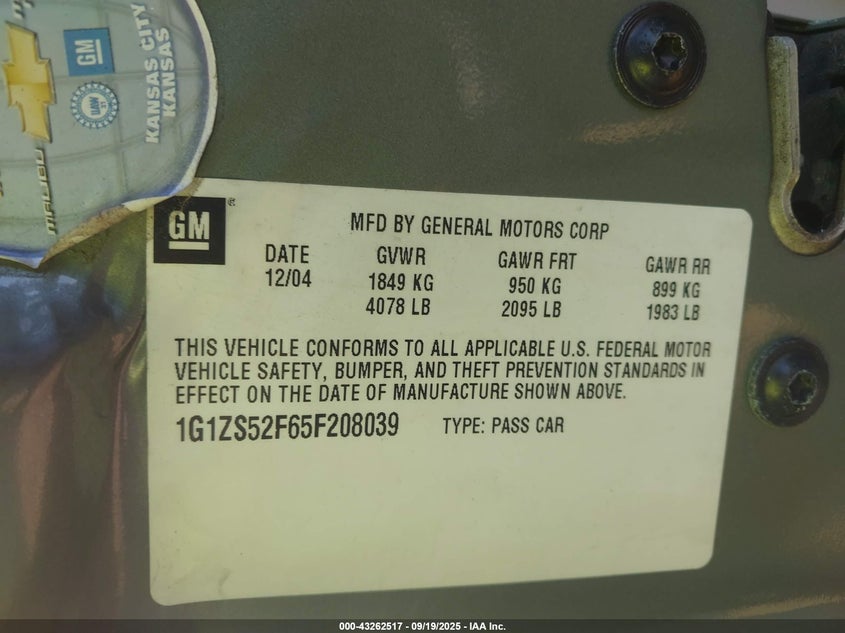 GM
UAW
31
KANSAS CITY
KANSAS
MALIBU
GM®
MFD BY GENERAL MOTORS CORP
DATE GVWR GAWR FRT GAWR RR
12/04 1849 KG 950 KG 899 KG
4078 LB 2095 LB 1983 LB
THIS VEHICLE CONFORMS TO ALL APPLICABLE U.S. FEDERAL MOTOR
VEHICLE SAFETY, BUMPER, AND THEFT PREVENTION STANDARDS IN
EFFECT ON THE DATE OF MANUFACTURE SHOWN ABOVE.
1G1ZS52F65F208039 TYPE: PASS CAR
000-43262517 - 09/19/2025 - IAA Inc.